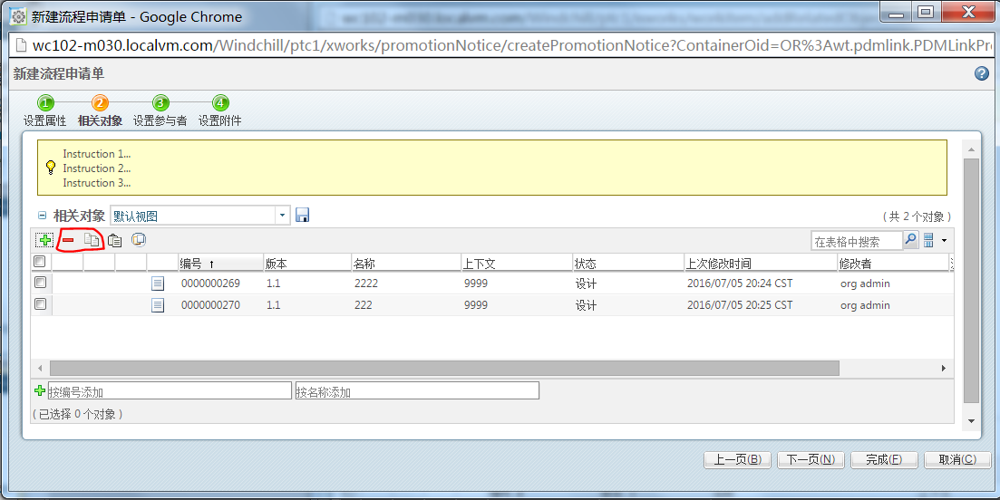 新建流程申请单 - Google Chrome
wc102-m030.localvm.com/Windchill/ptc1/xworks/promotionNotice/createPromotionNotice?ContainerOid=OR%3Awt.pdmlink.PDMLinkPr
新建流程申请单
1 2 3 4
设置属性 相关对象 设置参与者 设置附件
Instruction 1...
Instruction 2...
Instruction 3...
相关对象 默认视图 ( 共 2 个对象 )
在表格中搜索
编号 ↑ 版本 名称 上下文 状态 上次修改时间 修改者
0000000269 1.1 2222 9999 设计 2016/07/05 20:24 CST org admin
0000000270 1.1 222 9999 设计 2016/07/05 20:25 CST org admin
按编号添加 按名称添加
( 已选择 0 个对象 )
上一页(B) 下一页(N) 完成(F) 取消(C)